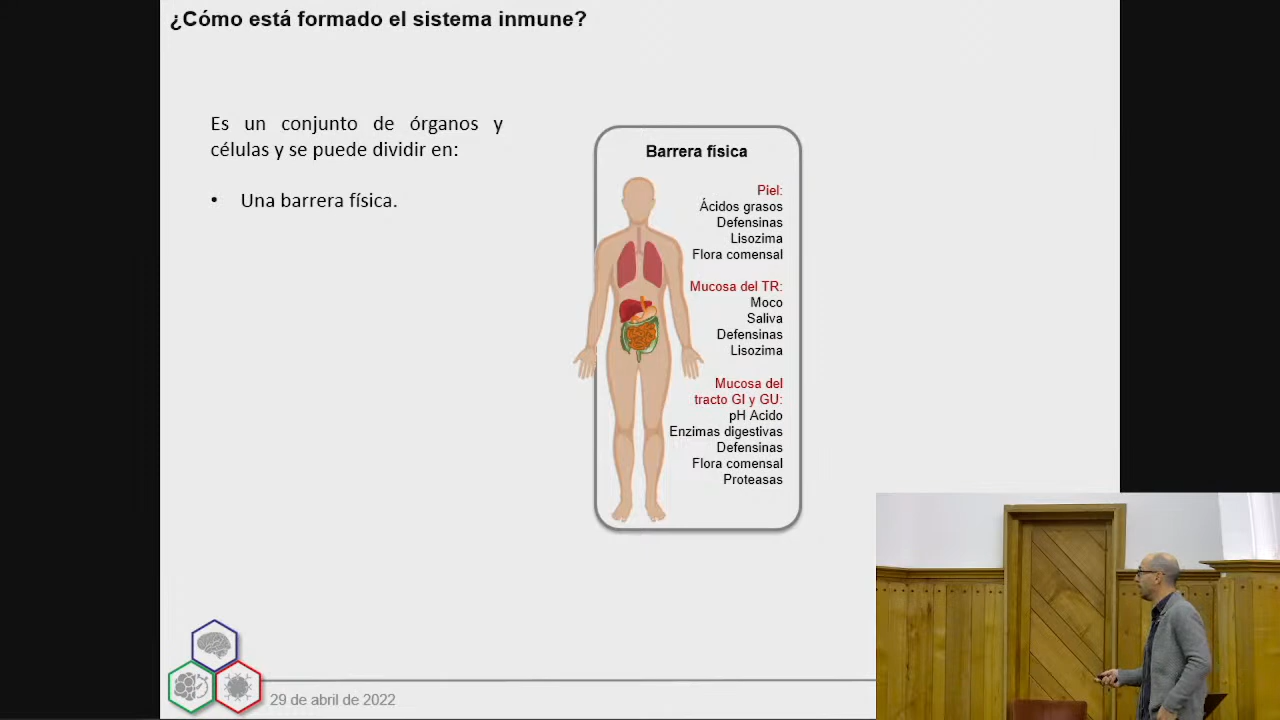 ¿Cómo está formado el sistema inmune?
Es un conjunto de órganos y
células y se puede dividir en:
• Una barrera física.
Barrera física
Piel:
Ácidos grasos
Defensinas
Lisozima
Flora comensal
Mucosa del TR:
Moco
Saliva
Defensinas
Lisozima
Mucosa del
tracto GI y GU:
pH Acido
Enzimas digestivas
Defensinas
Flora comensal
Proteasas
29 de abril de 2022